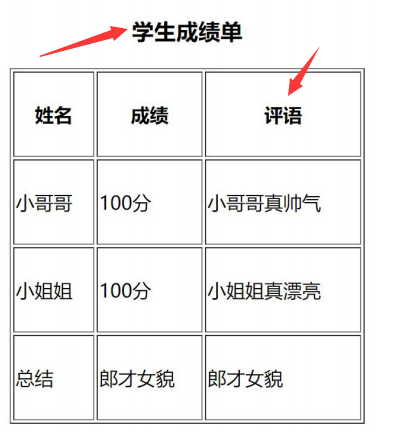 学生成绩单
姓名 成绩 评语
小哥哥 100分 小哥哥真帅气
小姐姐 100分 小姐姐真漂亮
总结 郎才女貌 郎才女貌